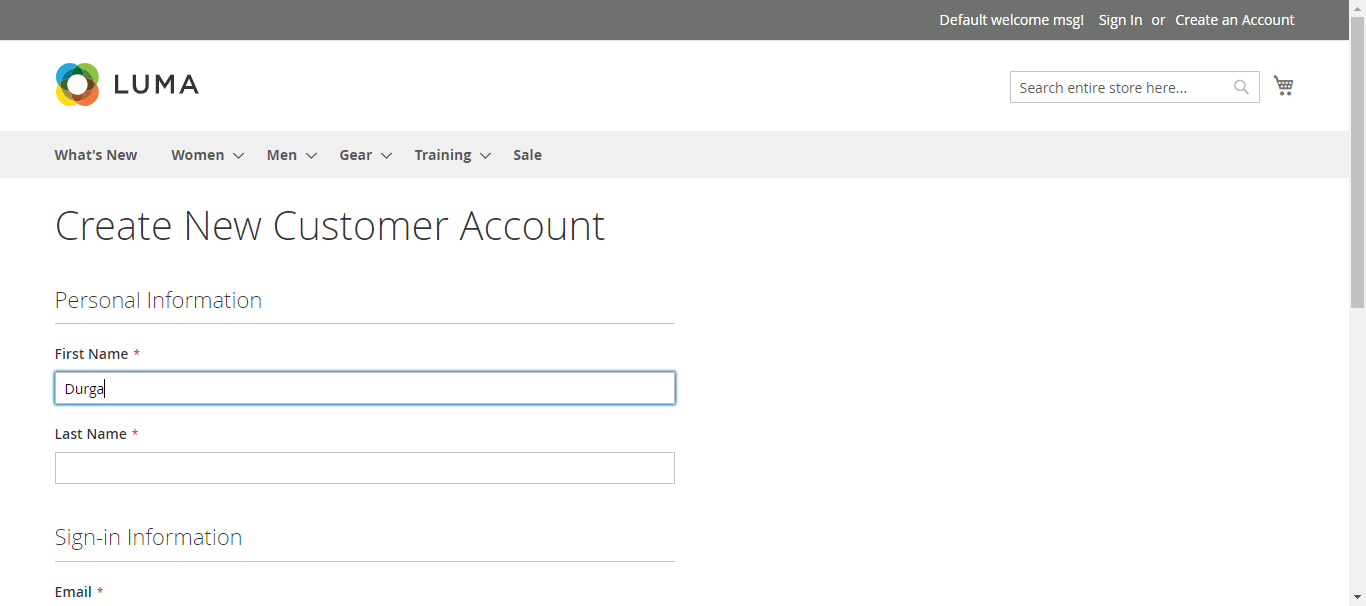 Default welcome msg! Sign In or Create an Account
LUMA
Search entire store here...
What's New Women Men Gear Training Sale
Create New Customer Account
Personal Information
First Name *
Durga
Last Name *
Sign-in Information
Email *